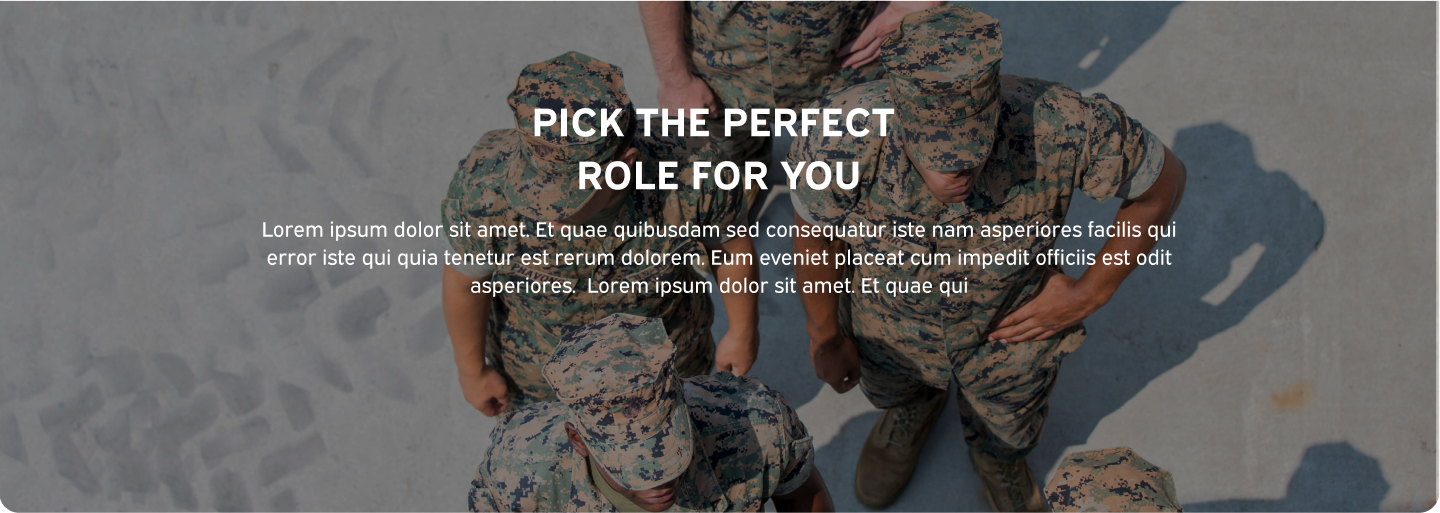 PICK THE PERFECT
ROLE FOR YOU
Lorem ipsum dolor sit amet. Et quae quibusdam sed consequatur iste nam asperiores facilis qui
error iste qui quia tenetur est rerum dolorem. Eum eveniet placeat cum impedit officiis est odit
asperiores.  Lorem ipsum dolor sit amet. Et quae qui